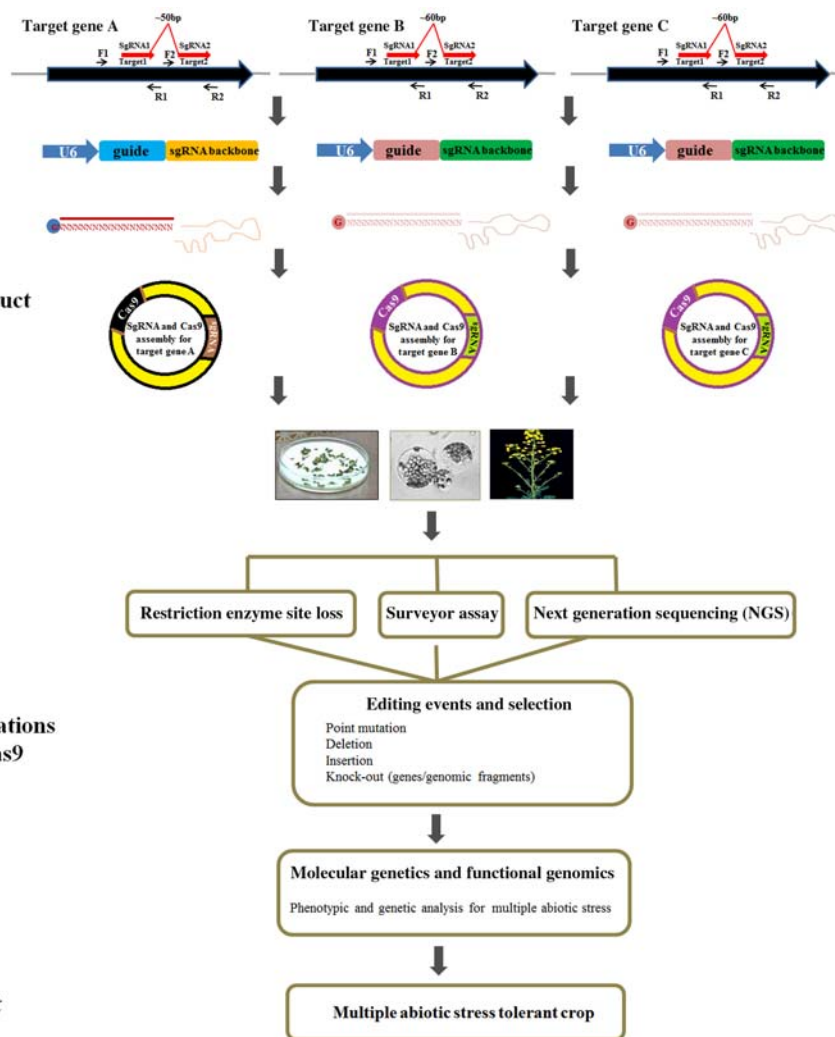 Target gene A
~50bp
SgRNA1
SgRNA2
F1
F2
Target1
Target2
R1
R2
Target gene B
~60bp
SgRNA1
SgRNA2
F1
F2
Target1
Target2
R1
R2
Target gene C
~60bp
SgRNA1
SgRNA2
F1
F2
Target1
Target2
R1
R2
U6 guide sgRNA backbone
U6 guide sgRNA backbone
U6 guide sgRNA backbone
G
G
uct
Cas9
SgRNA and Cas9
assembly for
target gene A
sgRNA
Cas9
SgRNA and Cas9
assembly for
target gene B
sgRNA
Cas9
SgRNA and Cas9
assembly for
target gene C
sgRNA
Restriction enzyme site loss
Surveyor assay
Next generation sequencing (NGS)
ations
as9
Editing events and selection
Point mutation
Deletion
Insertion
Knock-out (genes/genomic fragments)
Molecular genetics and functional genomics
Phenotypic and genetic analysis for multiple abiotic stress
Multiple abiotic stress tolerant crop